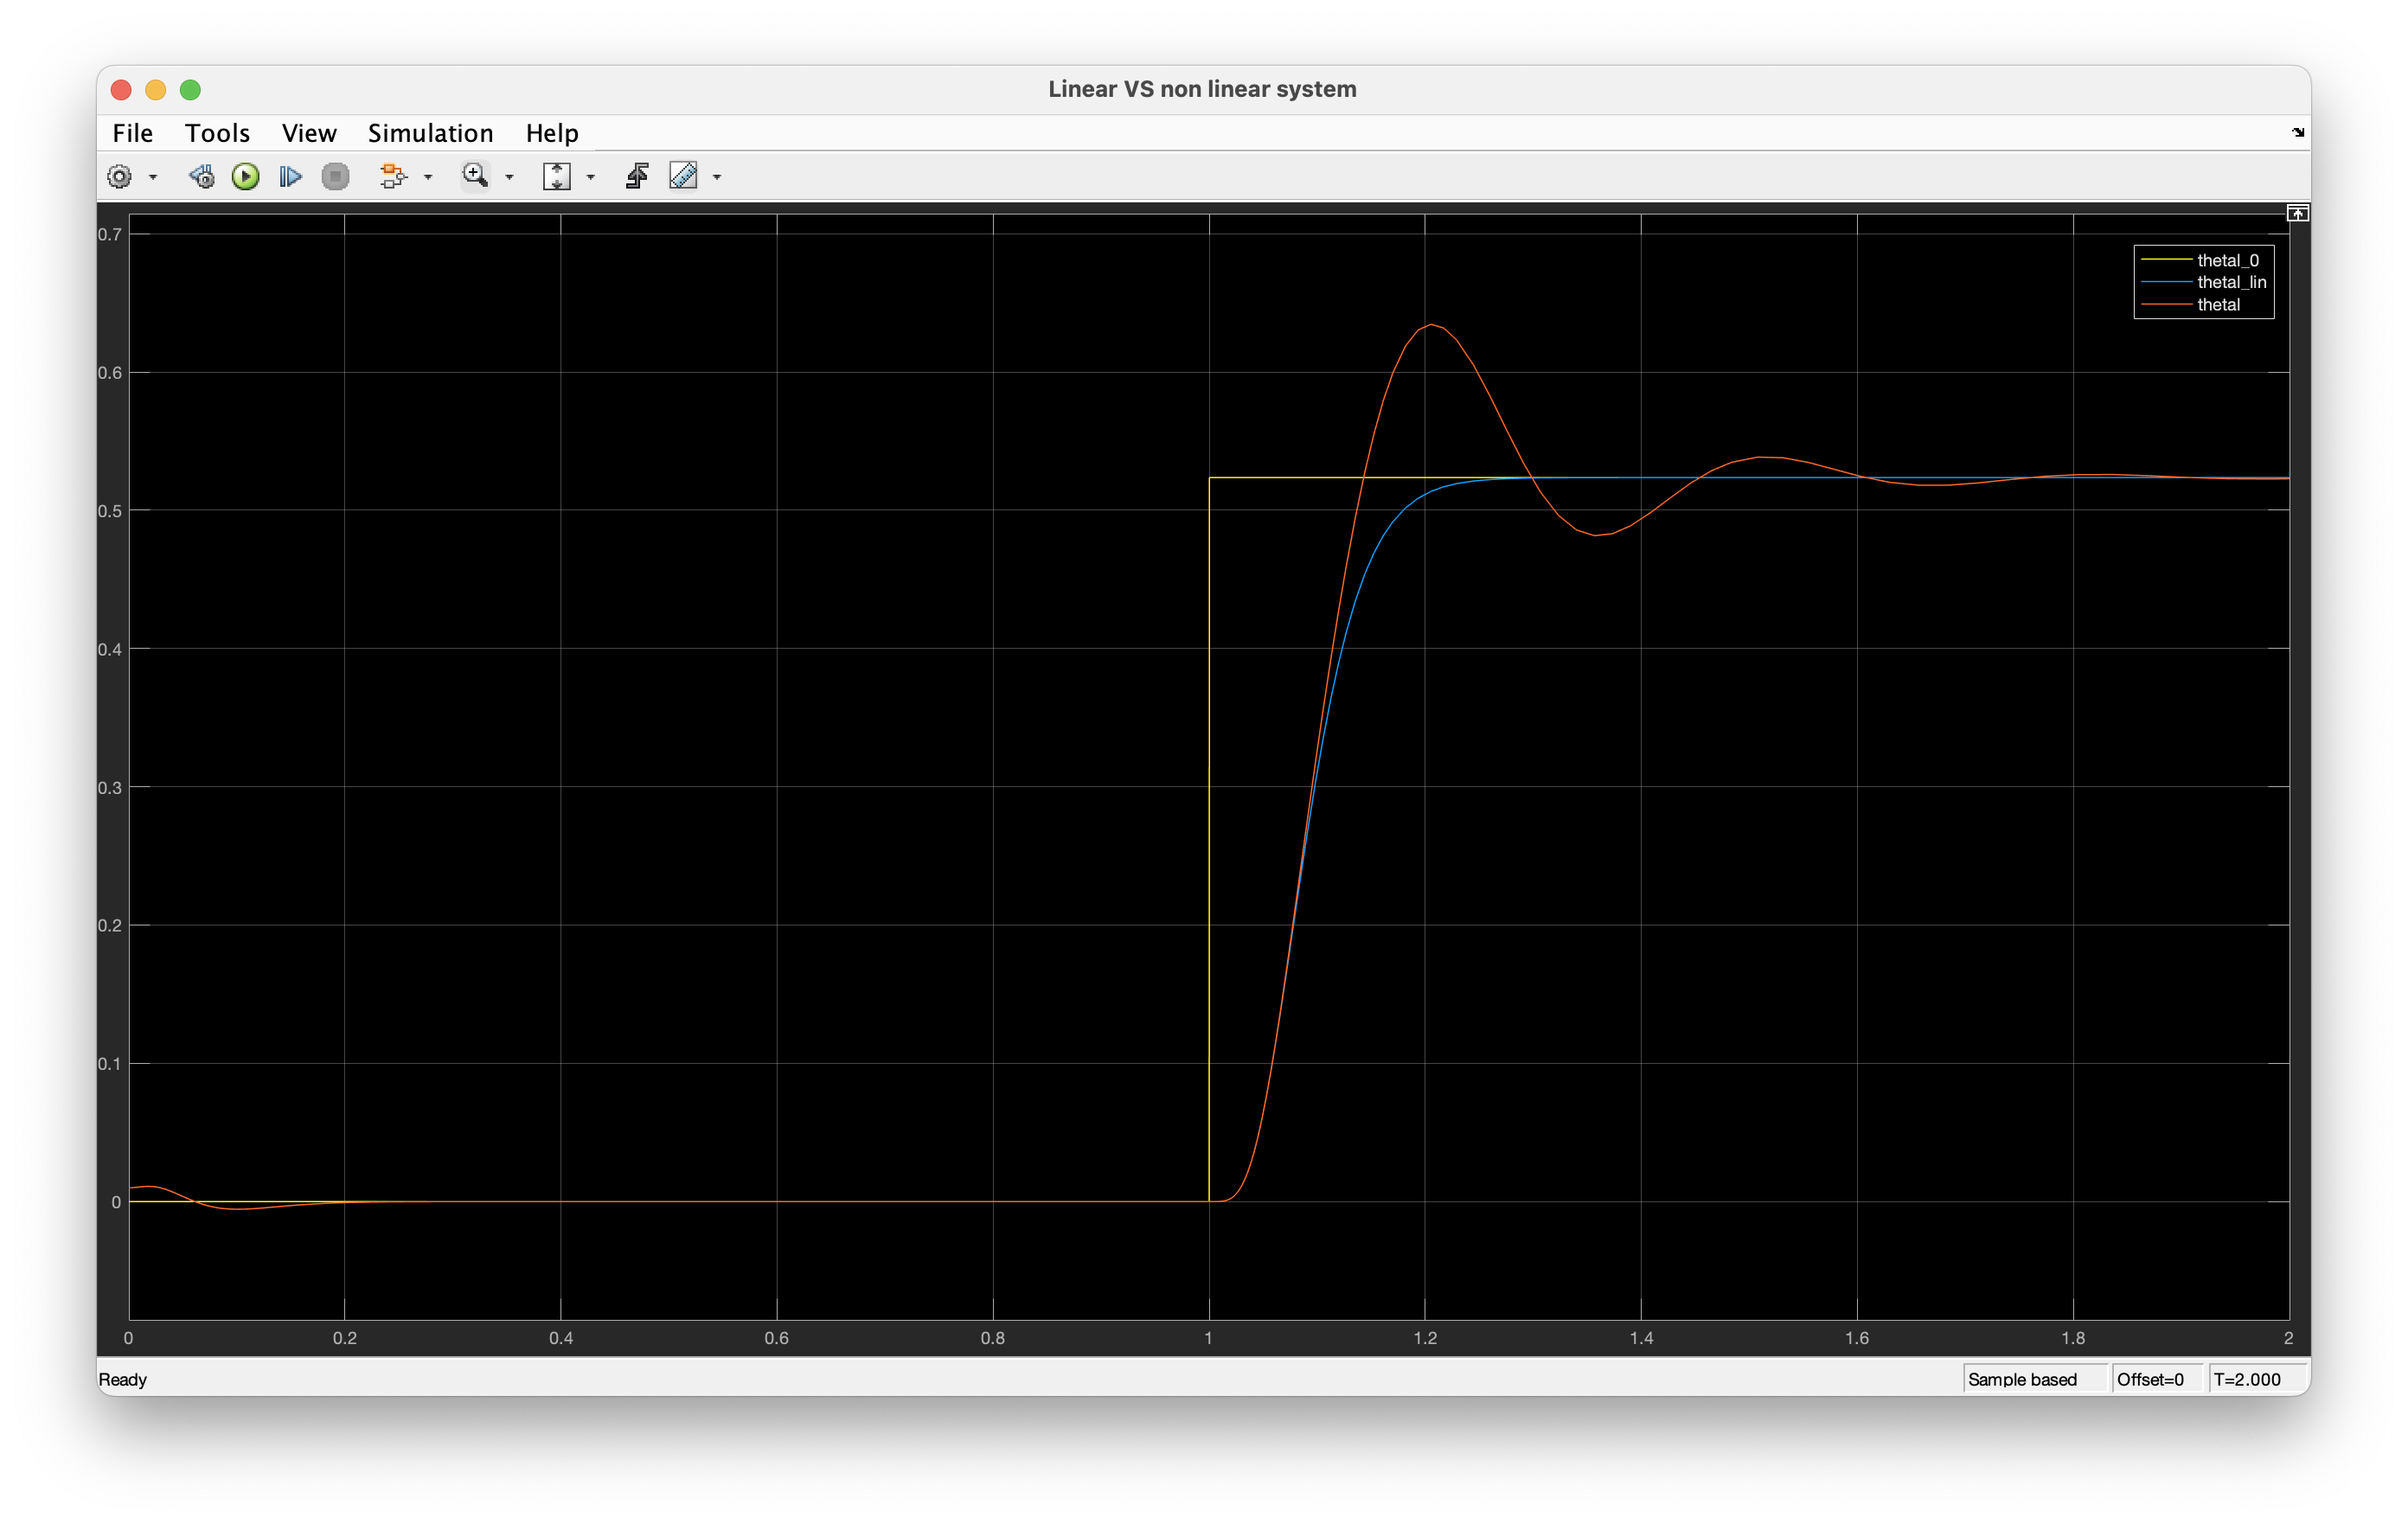 Linear VS non linear system
File Tools View Simulation Help
0.7
0.6
0.5
0.4
0.3
0.2
0.1
0
thetal_0
thetal_lin
thetal
0 0.2 0.4 0.6 0.8 1 1.2 1.4 1.6 1.8 2
Ready Sample based Offset=0 T=2.000